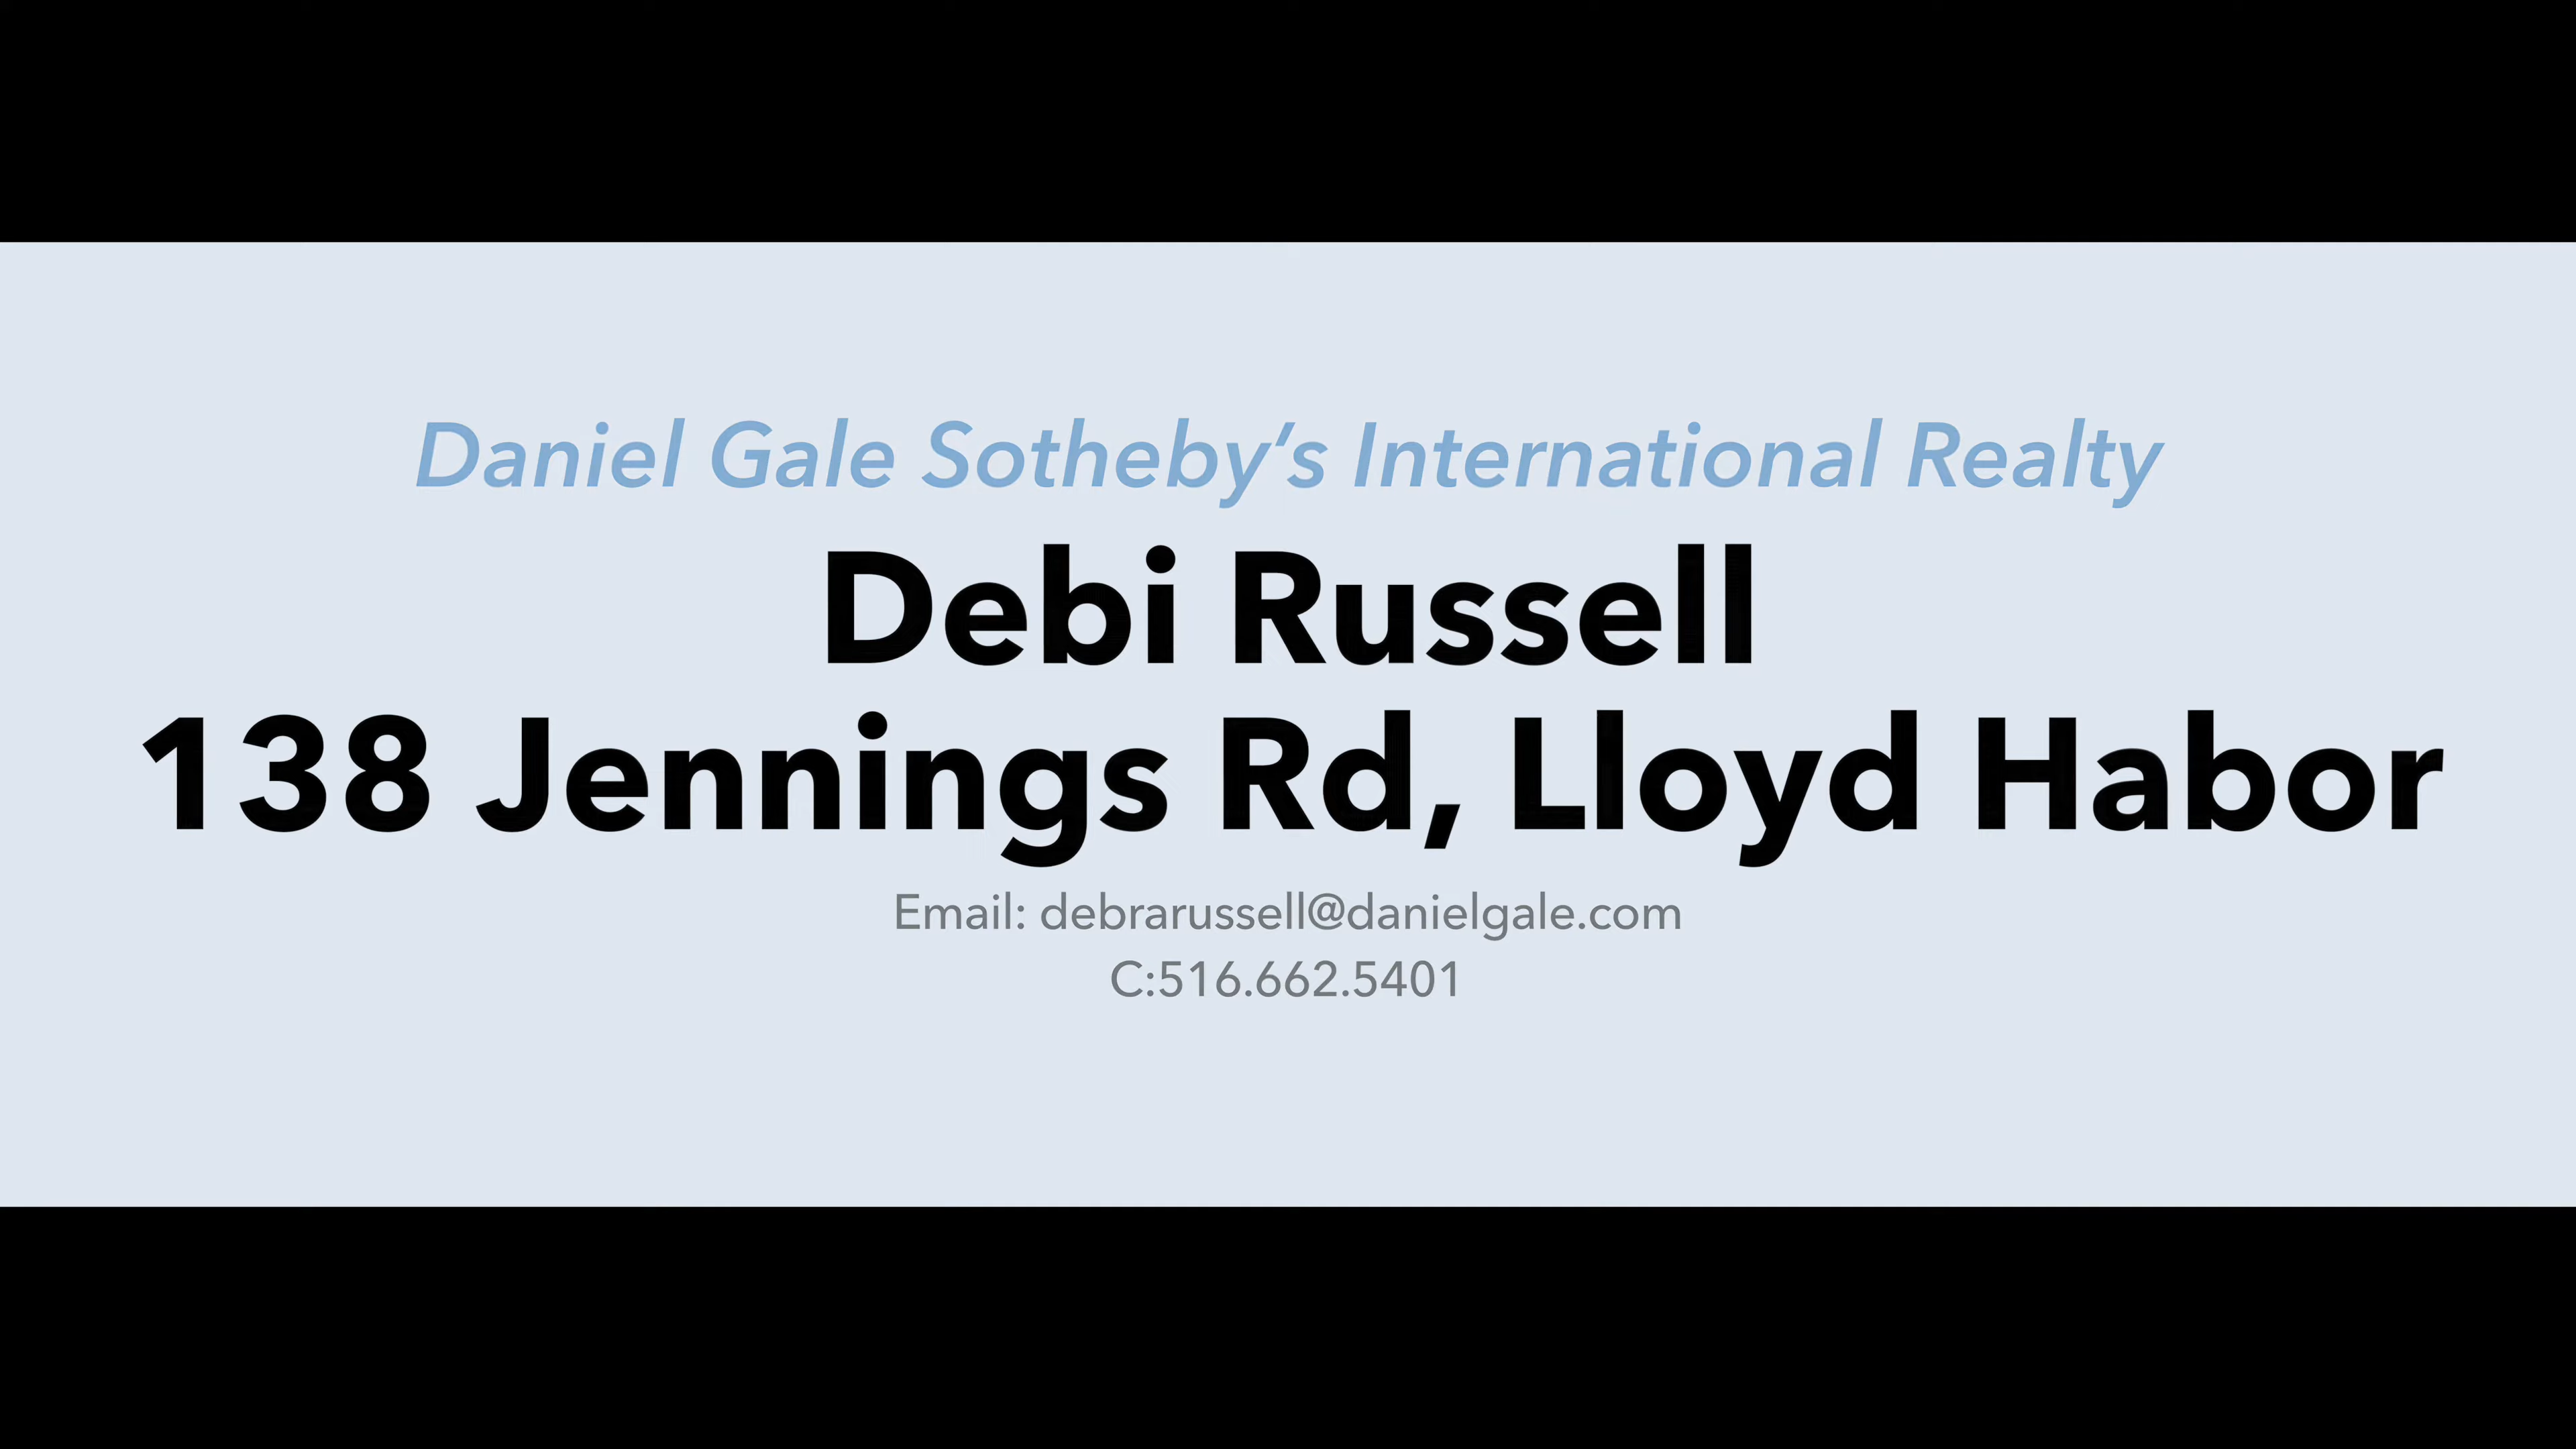 Daniel Gale Sotheby‘s International Realty
Debi Russell
138 Jennings Rd, Lloyd Habor
Email: debrarussell@danielgale.com
C:516.662.5401